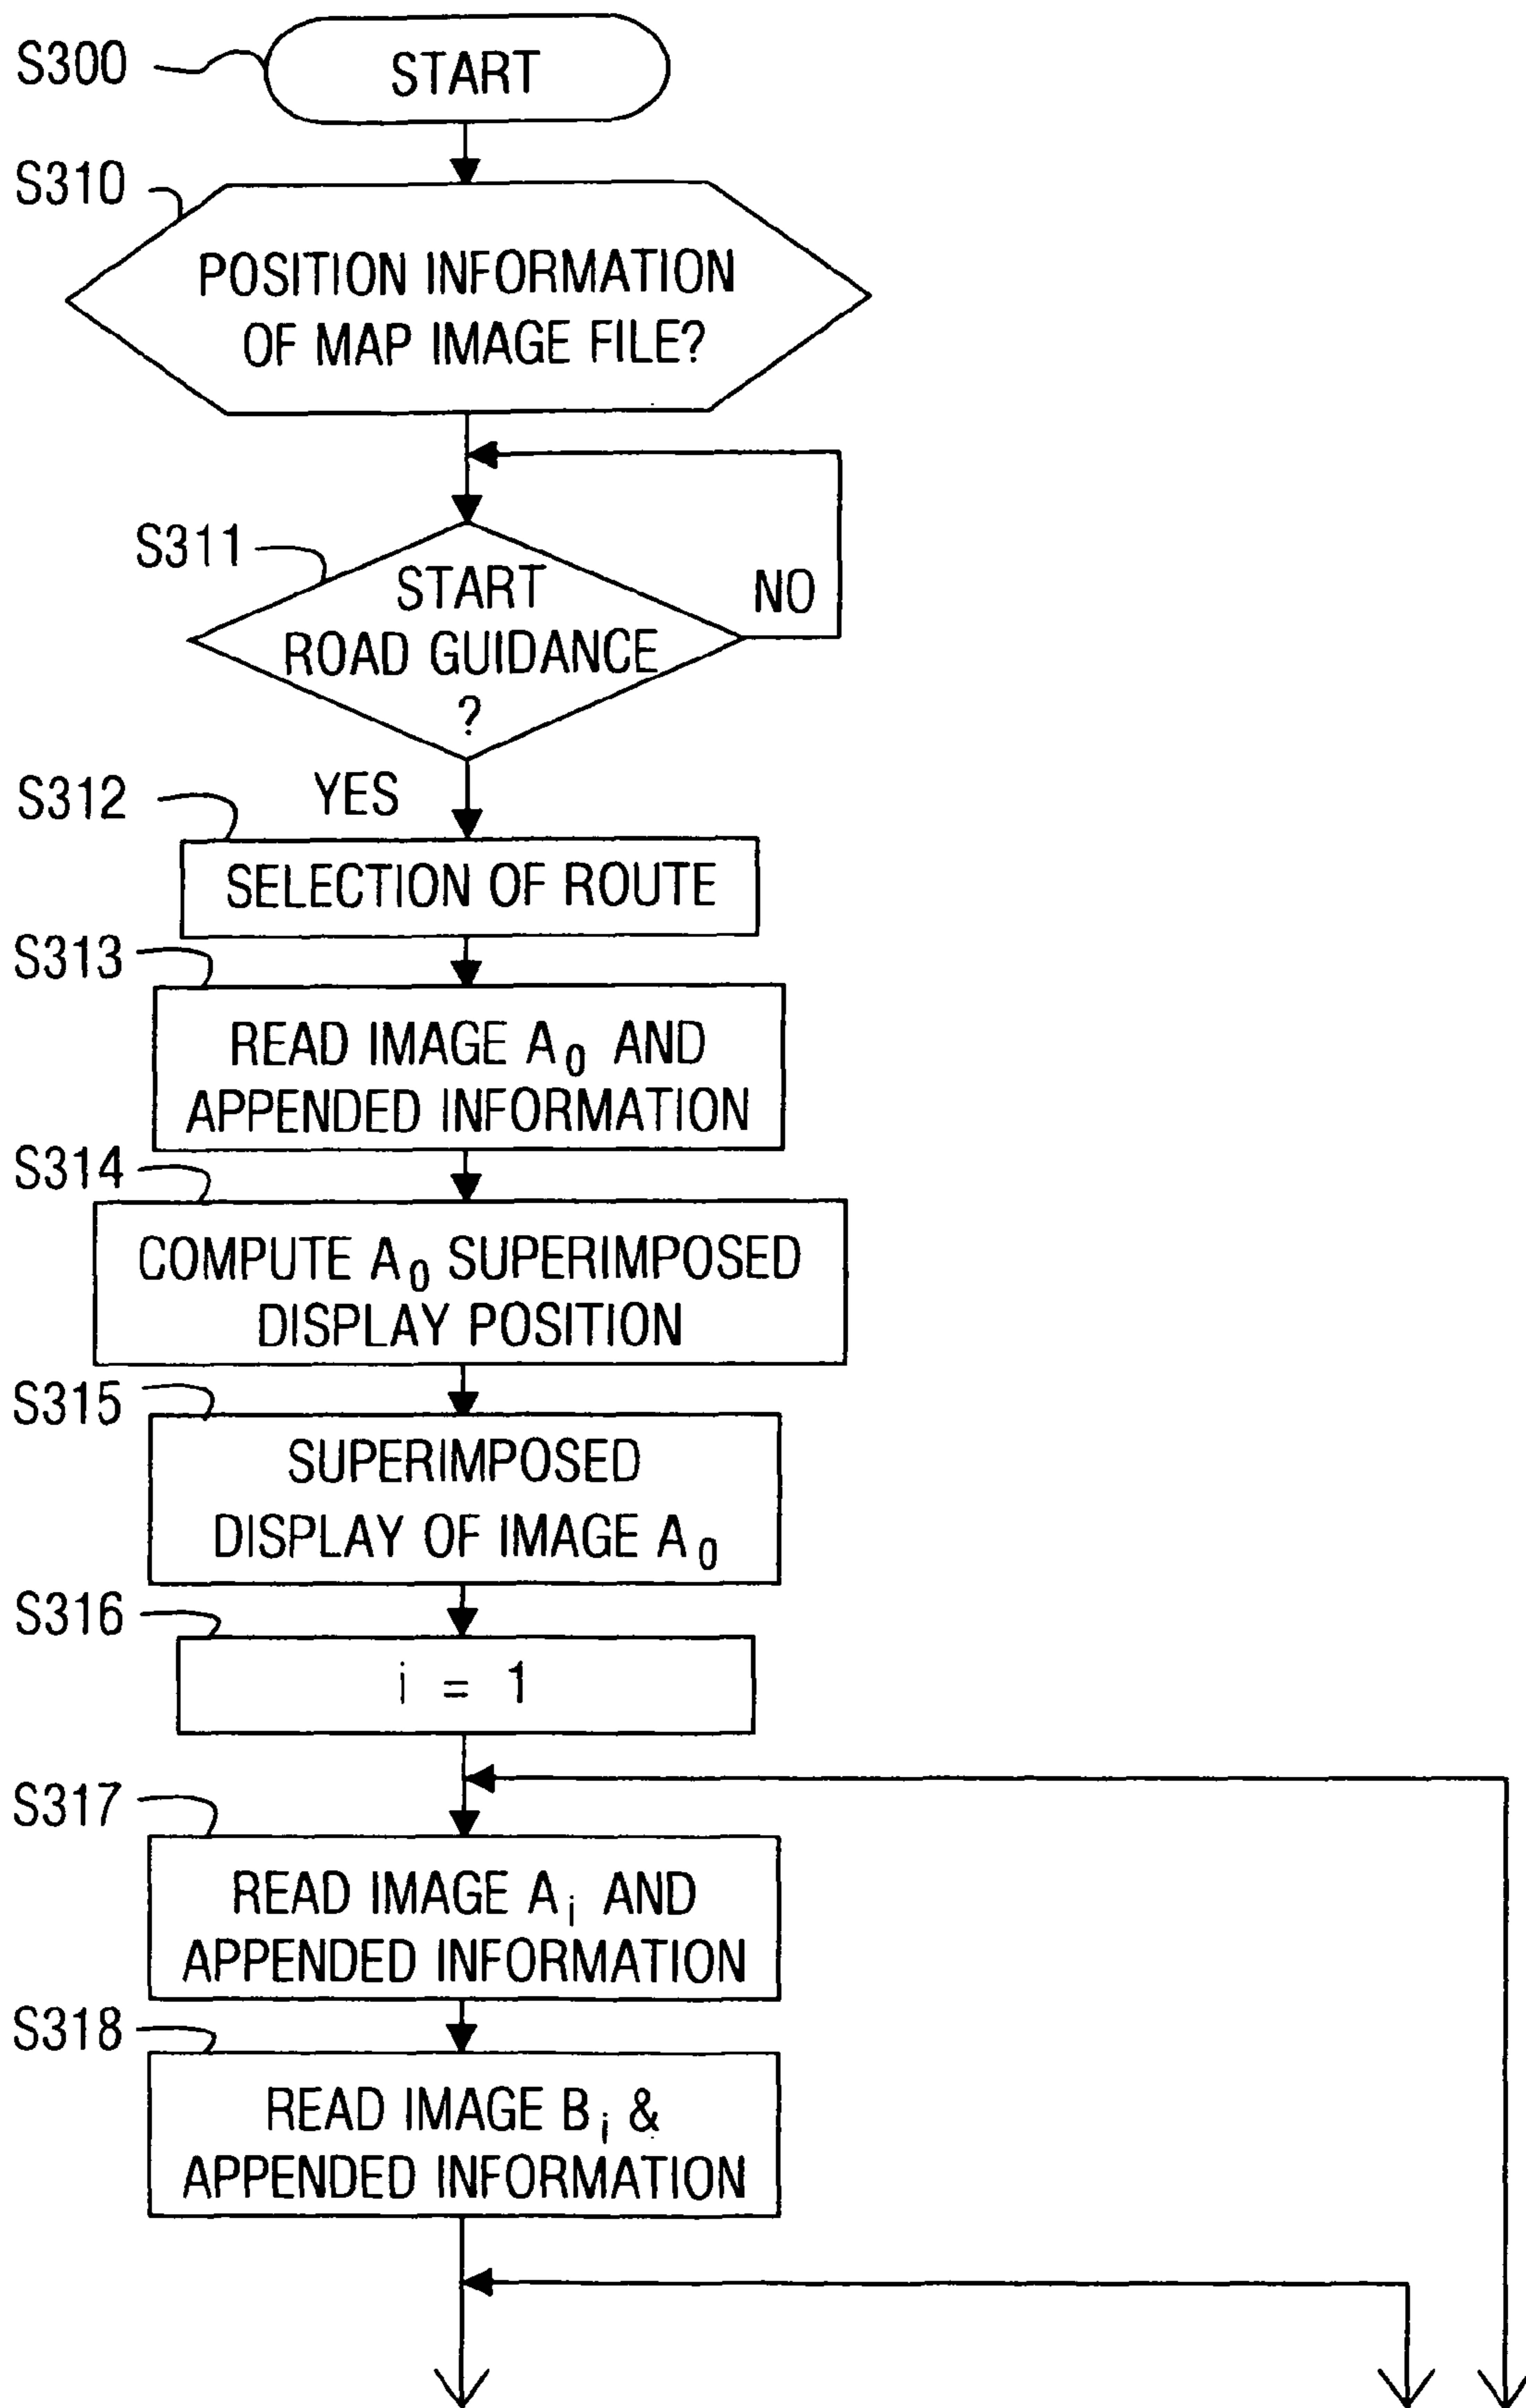 S300
START
S310
POSITION INFORMATION
OF MAP IMAGE FILE?
S311
START
ROAD GUIDANCE
?
NO
YES
S312
SELECTION OF ROUTE
S313
READ IMAGE A₀ AND
APPENDED INFORMATION
S314
COMPUTE A₀ SUPERIMPOSED
DISPLAY POSITION
S315
SUPERIMPOSED
DISPLAY OF IMAGE A₀
S316
i = 1
S317
READ IMAGE Aᵢ AND
APPENDED INFORMATION
S318
READ IMAGE Bᵢ &
APPENDED INFORMATION